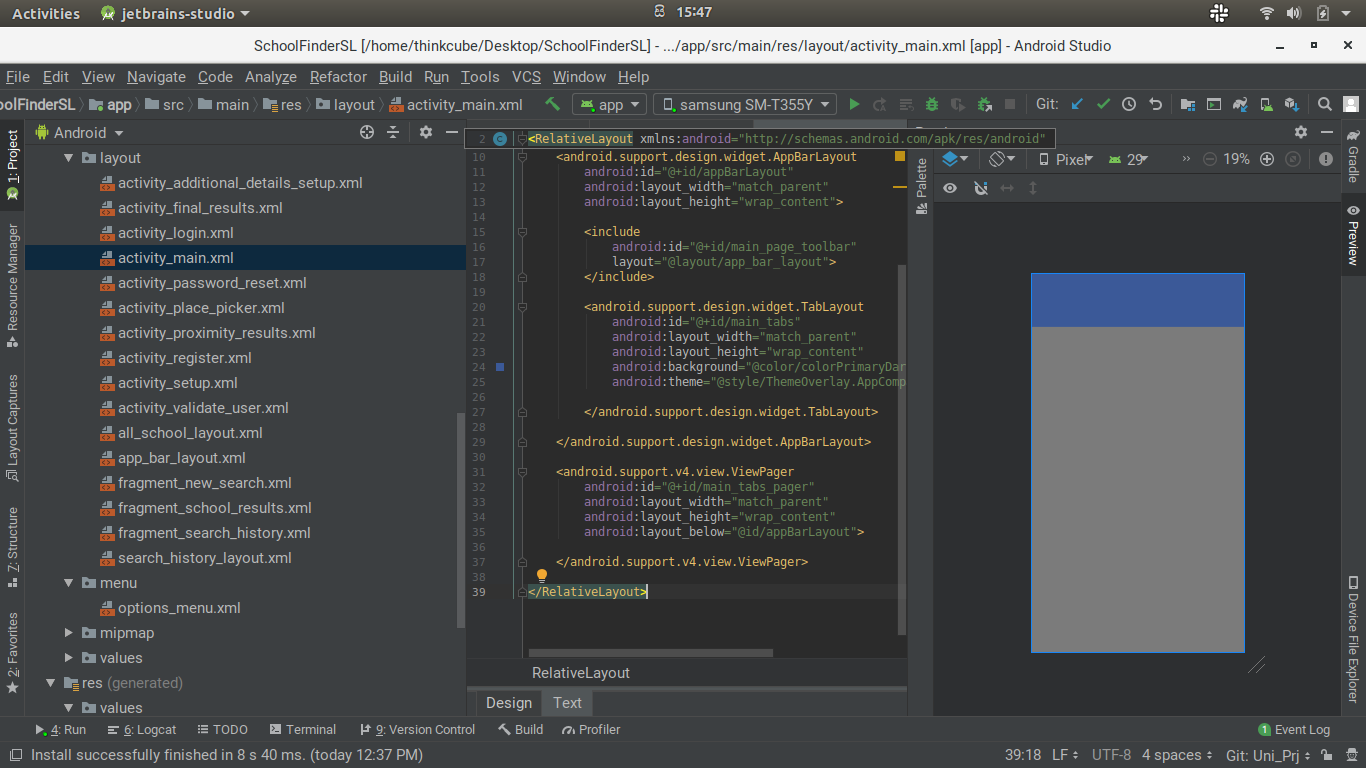 Activities jetbrains-studio 15:47
SchoolFinderSL [/home/thinkcube/Desktop/SchoolFinderSL] - .../app/src/main/res/layout/activity_main.xml [app] - Android Studio
File Edit View Navigate Code Analyze Refactor Build Run Tools VCS Window Help
oolFinderSL app src main res layout activity_main.xml app samsung SM-T355Y Git:
1: Project
Resource Manager
Layout Captures
7: Structure
2: Favorites
Android
layout
activity_additional_details_setup.xml
activity_final_results.xml
activity_login.xml
activity_main.xml
activity_password_reset.xml
activity_place_picker.xml
activity_proximity_results.xml
activity_register.xml
activity_setup.xml
activity_validate_user.xml
all_school_layout.xml
app_bar_layout.xml
fragment_new_search.xml
fragment_school_results.xml
fragment_search_history.xml
search_history_layout.xml
menu
options_menu.xml
mipmap
values
res (generated)
values
2 <RelativeLayout xmlns:android="http://schemas.android.com/apk/res/android"
10 <android.support.design.widget.AppBarLayout
11 android:id="@+id/appBarLayout"
12 android:layout_width="match_parent"
13 android:layout_height="wrap_content">
14
15 <include
16 android:id="@+id/main_page_toolbar"
17 layout="@layout/app_bar_layout">
18 </include>
19
20 <android.support.design.widget.TabLayout
21 android:id="@+id/main_tabs"
22 android:layout_width="match_parent"
23 android:layout_height="wrap_content"
24 android:background="@color/colorPrimaryDar
25 android:theme="@style/ThemeOverlay.AppComp
26
27 </android.support.design.widget.TabLayout>
28
29 </android.support.design.widget.AppBarLayout>
30
31 <android.support.v4.view.ViewPager
32 android:id="@+id/main_tabs_pager"
33 android:layout_width="match_parent"
34 android:layout_height="wrap_content"
35 android:layout_below="@id/appBarLayout">
36
37 </android.support.v4.view.ViewPager>
38
39 </RelativeLayout>
RelativeLayout
Design Text
Palette
Pixel 29 » 19%
Gradle
Preview
Device File Explorer
4: Run 6: Logcat TODO Terminal 9: Version Control Build Profiler 1 Event Log
Install successfully finished in 8 s 40 ms. (today 12:37 PM) 39:18 LF UTF-8 4 spaces Git: Uni_Prj